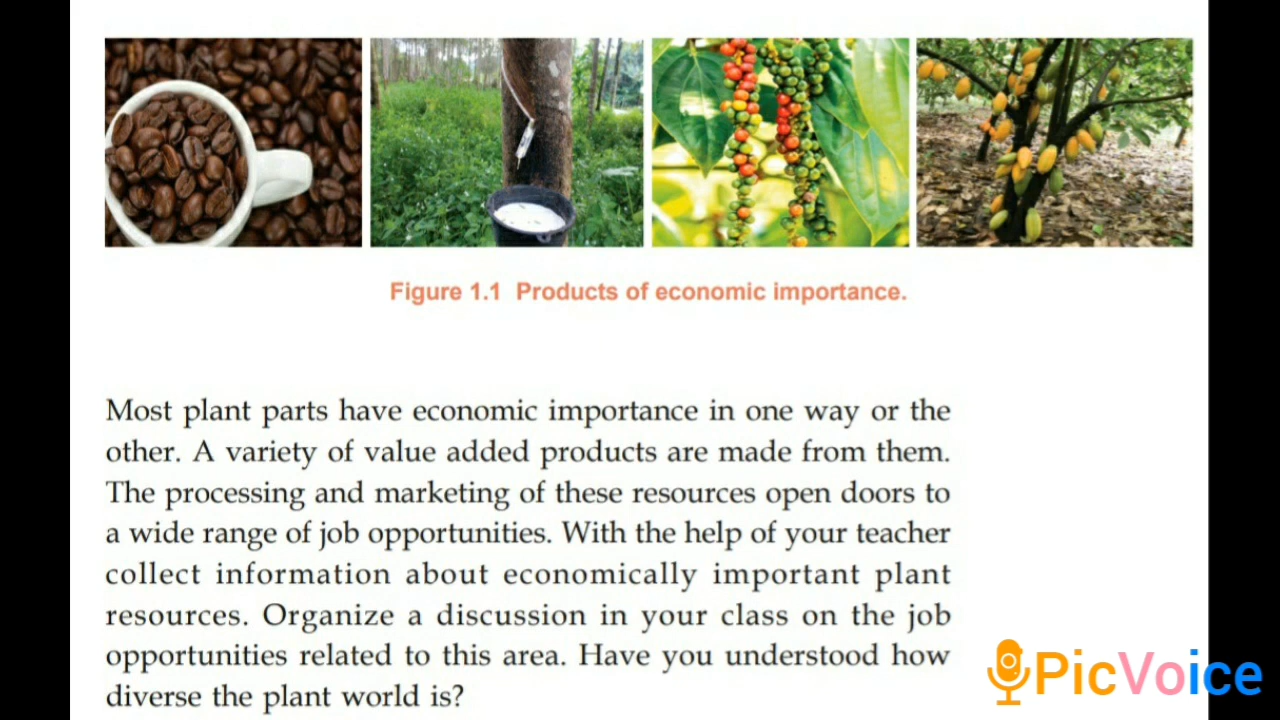 Figure 1.1 Products of economic importance.
Most plant parts have economic importance in one way or the
other. A variety of value added products are made from them.
The processing and marketing of these resources open doors to
a wide range of job opportunities. With the help of your teacher
collect information about economically important plant
resources. Organize a discussion in your class on the job
opportunities related to this area. Have you understood how
diverse the plant world is?
PicVoice